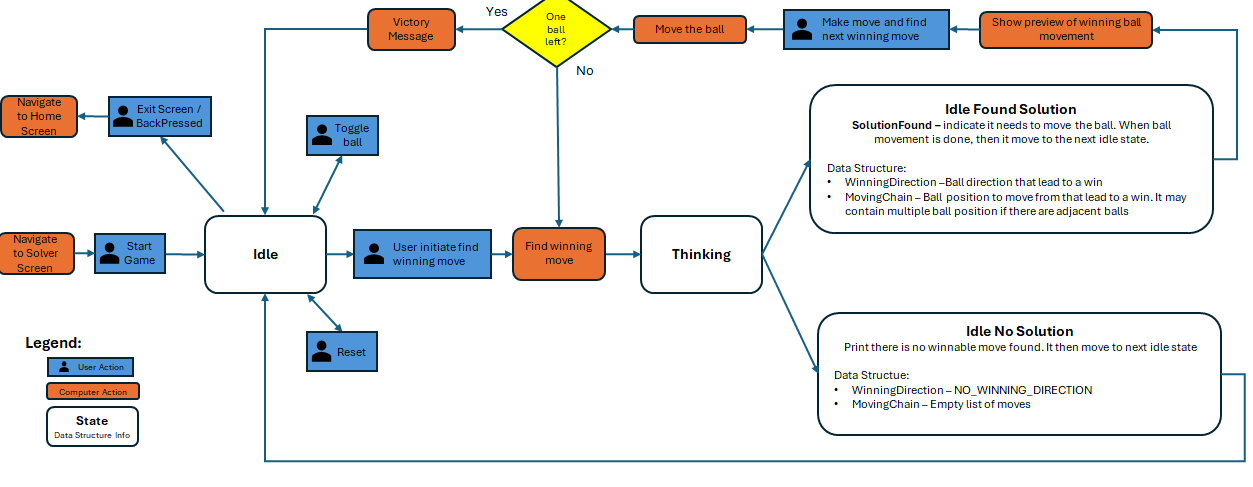 Yes
Victory
Message
One
ball
left?
Move the ball
Make move and find
next winning move
Show preview of winning ball
movement
No
Navigate
to Home
Screen
Exit Screen /
BackPressed
Toggle
ball
Idle Found Solution
SolutionFound – indicate it needs to move the ball. When ball
movement is done, then it move to the next idle state.
Data Structure:
• WinningDirection –Ball direction that lead to a win
• MovingChain – Ball position to move from that lead to a win. It may
contain multiple ball position if there are adjacent balls
Navigate
to Solver
Screen
Start
Game
Idle
User initiate find
winning move
Find winning
move
Thinking
Reset
Idle No Solution
Print there is no winnable move found. It then move to next idle state
Data Structue:
• WinningDirection – NO_WINNING_DIRECTION
• MovingChain – Empty list of moves
Legend:
User Action
Computer Action
State
Data Structure Info